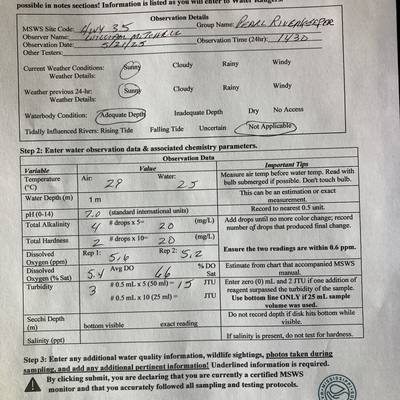 possible in notes sections! Information is listed as you will enter to Water Rangers.
Observation Details
MSWS Site Code: HWY 35 Group Name: PEARL RIVERKEEPER
Observer Name: WILLIAM MITCHELL
Observation Date: 5/21/25 Observation Time (24hr): 1430
Other Testers:
Current Weather Conditions: Sunny Cloudy Rainy Windy
Weather Details:
Weather previous 24-hr: Sunny Cloudy Rainy Windy
Weather Details:
Waterbody Condition: Adequate Depth Inadequate Depth Dry No Access
Tidally Influenced Rivers: Rising Tide Falling Tide Uncertain Not Applicable
Step 2: Enter water observation data & associated chemistry parameters.
Observation Data
Variable Value Important Tips
Temperature (°C) Air: 29 Water: 25 Measure air temp before water temp. Read with bulb submerged if possible. Don't touch bulb.
Water Depth (m) 1 m This can be an estimation or exact measurement.
pH (0-14) 7.0 (standard international units) Record to nearest 0.5 unit.
Total Alkalinity 4 # drops x 5= 20 (mg/L) Add drops until no more color change; record number of drops that produced final change.
Total Hardness 2 # drops x 10= 20 (mg/L)
Dissolved Oxygen (ppm) Rep 1: 5.6 Rep 2: 5.2 Ensure the two readings are within 0.6 ppm.
Dissolved Oxygen (% Sat) 5.4 Avg DO 66 % DO Sat Estimate from chart that accompanied MSWS manual.
Turbidity 3 # 0.5 mL x 5 (50 ml) = 15 JTU Enter zero (0) mL and 2 JTU if one addition of reagent surpassed the turbidity of the sample.
# 0.5 mL x 10 (25 ml) = JTU Use bottom line ONLY if 25 mL sample volume was used.
Secchi Depth (m) bottom visible exact reading Do not record depth if disk hits bottom while visible.
Salinity (ppt) If salinity is present, do not test for hardness.
Step 3: Enter any additional water quality information, wildlife sightings, photos taken during sampling, and add any additional pertinent information! Underlined information is required.
By clicking submit, you are declaring that you are currently a certified MSWS monitor and that you accurately followed all sampling and testing protocols.